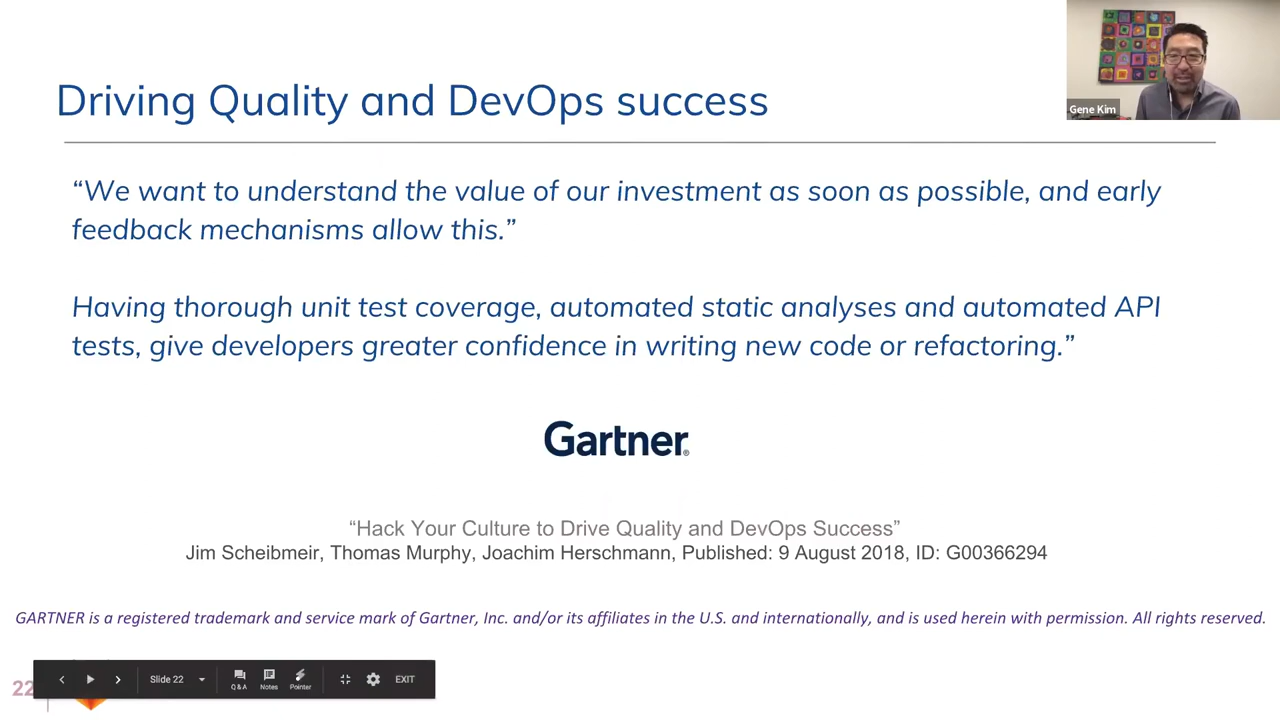 Gene Kim
Driving Quality and DevOps success
“We want to understand the value of our investment as soon as possible, and early
feedback mechanisms allow this.”
Having thorough unit test coverage, automated static analyses and automated API
tests, give developers greater confidence in writing new code or refactoring.”
Gartner®
“Hack Your Culture to Drive Quality and DevOps Success”
Jim Scheibmeir, Thomas Murphy, Joachim Herschmann, Published: 9 August 2018, ID: G00366294
GARTNER is a registered trademark and service mark of Gartner, Inc. and/or its affiliates in the U.S. and internationally, and is used herein with permission. All rights reserved.
22
Slide 22
Q&A
Notes
Pointer
EXIT